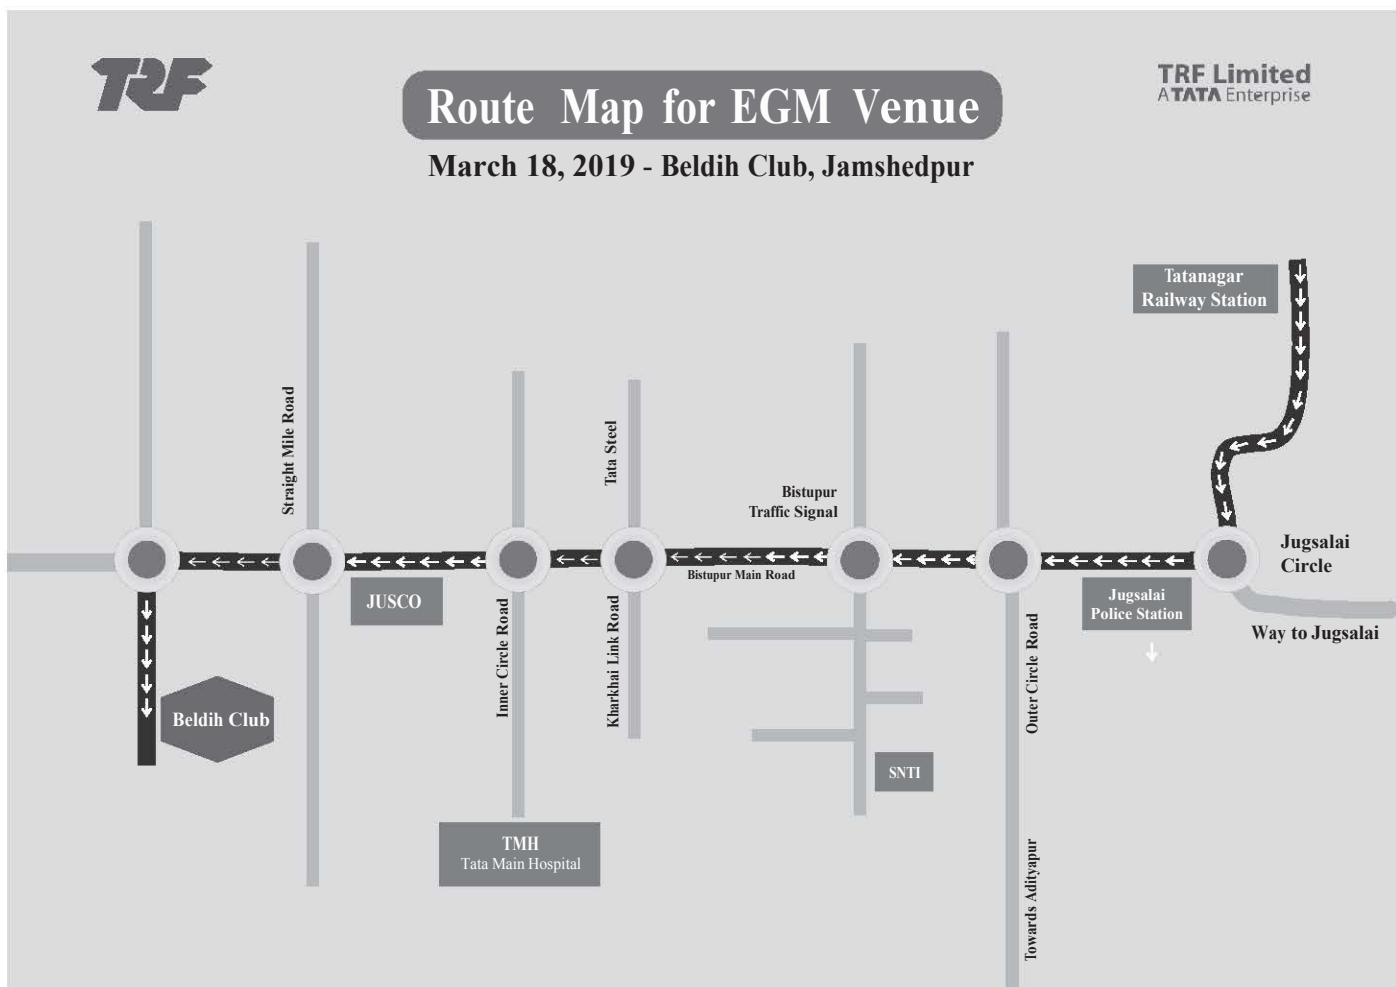 TRF
TRF Limited
A TATA Enterprise
Route Map for EGM Venue
March 18, 2019 - Beldih Club, Jamshedpur
Tatanagar
Railway Station
Straight Mile Road
Tata Steel
Bistupur
Traffic Signal
Jugsalai
Circle
Bistupur Main Road
JUSCO
Jugsalai
Police Station
Way to Jugsalai
Inner Circle Road
Kharkhai Link Road
Outer Circle Road
Beldih Club
SNTI
TMH
Tata Main Hospital
Towards Adityapur